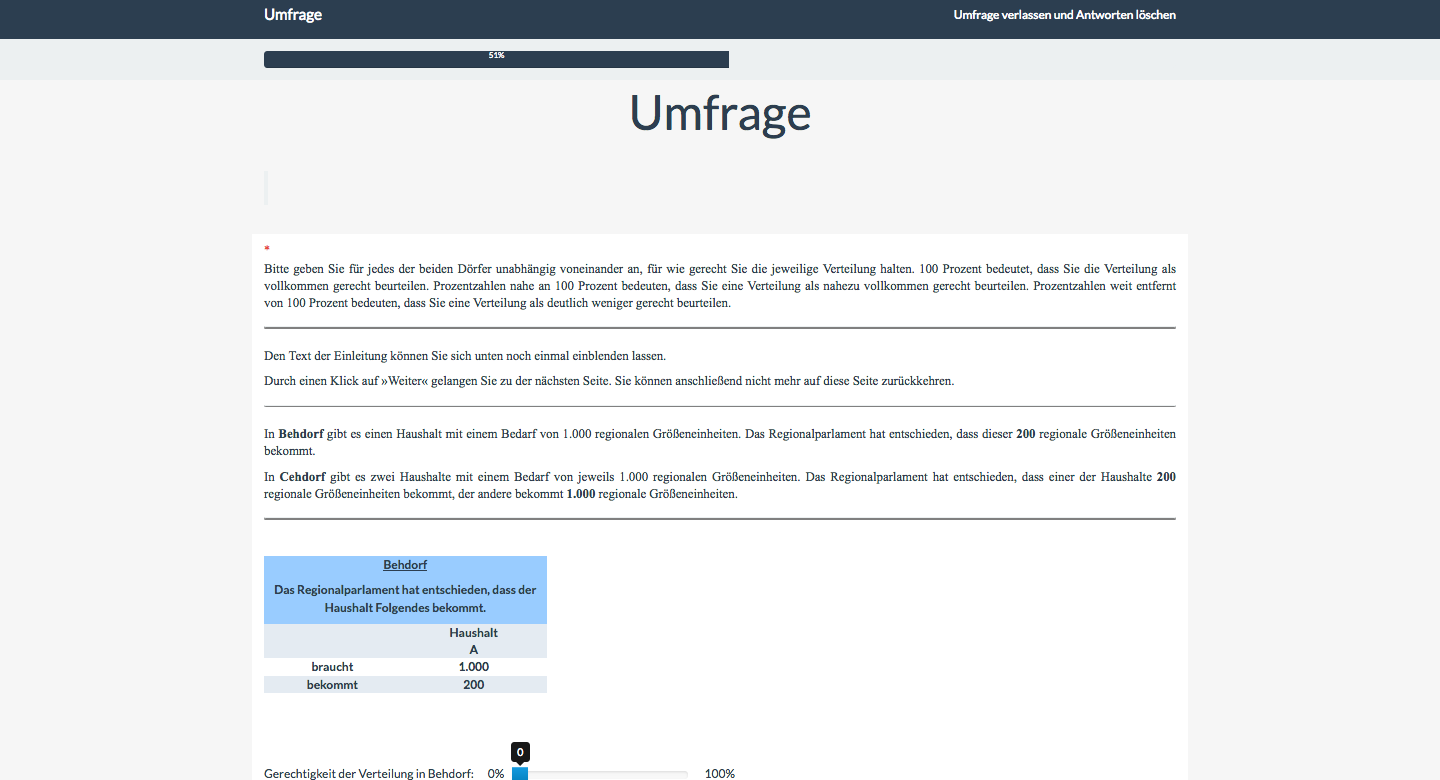 Umfrage
Umfrage verlassen und Antworten löschen
51%
Umfrage
*
Bitte geben Sie für jedes der beiden Dörfer unabhängig voneinander an, für wie gerecht Sie die jeweilige Verteilung halten. 100 Prozent bedeutet, dass Sie die Verteilung als
vollkommen gerecht beurteilen. Prozentzahlen nahe an 100 Prozent bedeuten, dass Sie eine Verteilung als nahezu vollkommen gerecht beurteilen. Prozentzahlen weit entfernt
von 100 Prozent bedeuten, dass Sie eine Verteilung als deutlich weniger gerecht beurteilen.
Den Text der Einleitung können Sie sich unten noch einmal einblenden lassen.
Durch einen Klick auf »Weiter« gelangen Sie zu der nächsten Seite. Sie können anschließend nicht mehr auf diese Seite zurückkehren.
In Behdorf gibt es einen Haushalt mit einem Bedarf von 1.000 regionalen Größeneinheiten. Das Regionalparlament hat entschieden, dass dieser 200 regionale Größeneinheiten
bekommt.
In Cehdorf gibt es zwei Haushalte mit einem Bedarf von jeweils 1.000 regionalen Größeneinheiten. Das Regionalparlament hat entschieden, dass einer der Haushalte 200
regionale Größeneinheiten bekommt, der andere bekommt 1.000 regionale Größeneinheiten.
Behdorf
Das Regionalparlament hat entschieden, dass der
Haushalt Folgendes bekommt.
Haushalt
A
braucht 1.000
bekommt 200
0
Gerechtigkeit der Verteilung in Behdorf: 0% 100%